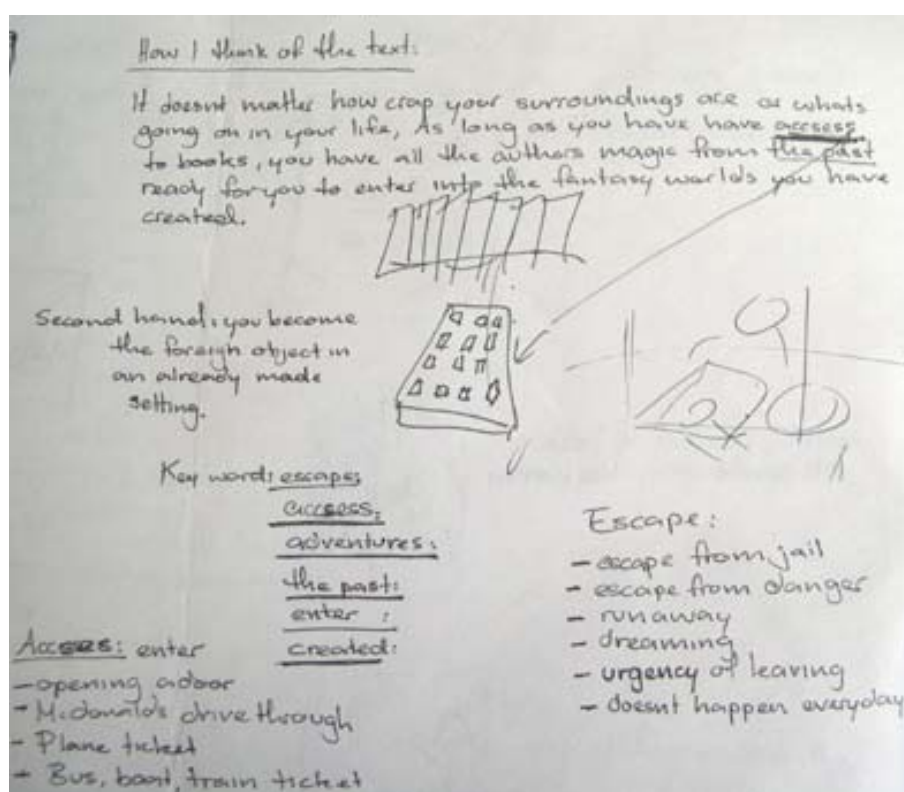 How I think of the text:
It doesnt matter how crap your surroundings are or whats
going on in your life, As long as you have have accsess
to books, you have all the authors magic from the past
ready for you to enter into the fantasy worlds you have
created.
Second hand: you become
the foreign object in
an already made
setting.
Key words: escape:
accsess:
adventures:
the past:
enter :
created:
Escape:
- escape from jail
- escape from danger
- run away
- dreaming
- urgency of leaving
- doesnt happen everyday
Access: enter
- opening a door
- Mcdonald's drive through
- Plane ticket
- Bus, boat, train ticket